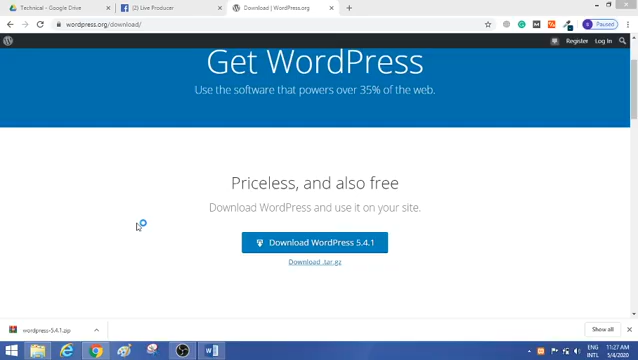 Technical – Google Drive
(2) Live Producer
Download | WordPress.org
wordpress.org/download/
Paused
Register
Log In
Get WordPress
Use the software that powers over 35% of the web.
Priceless, and also free
Download WordPress and use it on your site.
Download WordPress 5.4.1
Download .tar.gz
wordpress-5.4.1.zip
Show all
ENG
INTL
11:27 AM
5/4/2020